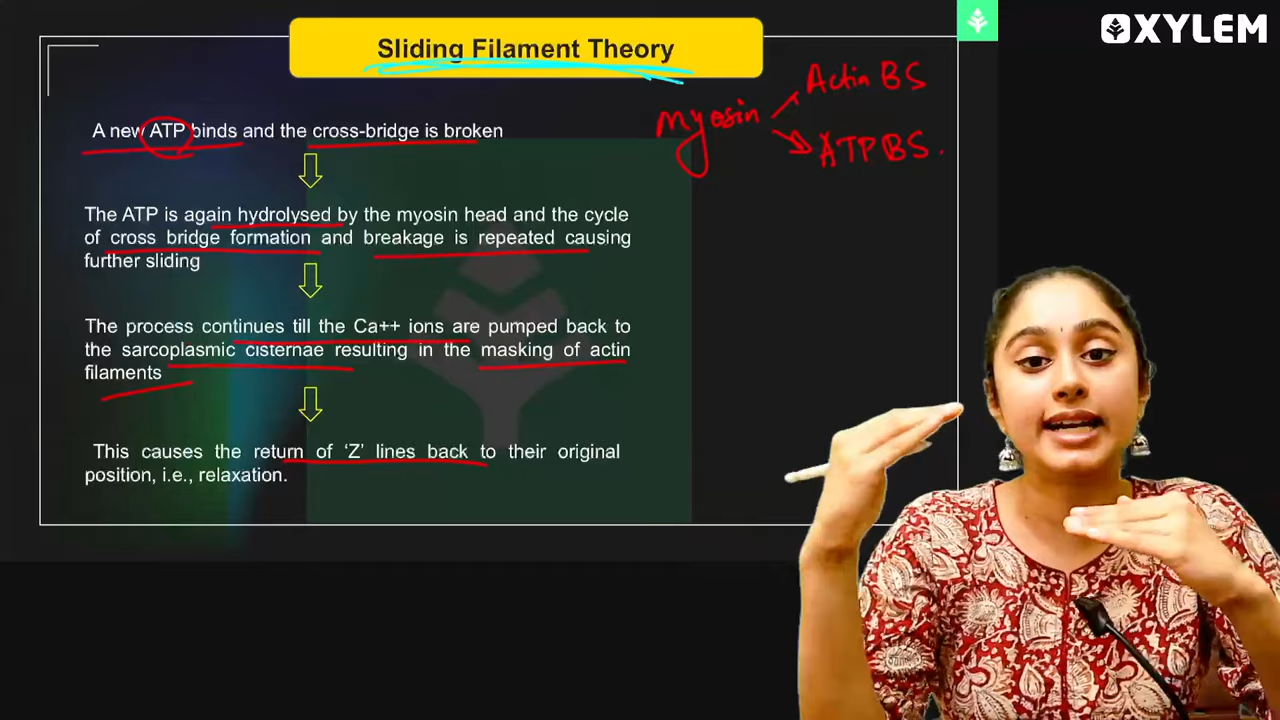 Sliding Filament Theory
XYLEM
Myosin
Actin BS
ATP BS.
A new ATP binds and the cross-bridge is broken
The ATP is again hydrolysed by the myosin head and the cycle
of cross bridge formation and breakage is repeated causing
further sliding
The process continues till the Ca++ ions are pumped back to
the sarcoplasmic cisternae resulting in the masking of actin
filaments
This causes the return of ‘Z’ lines back to their original
position, i.e., relaxation.